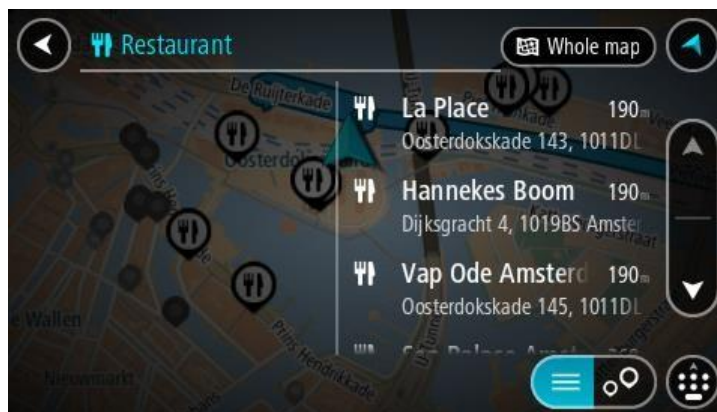 Restaurant
Whole map
De Ruijterkade
La Place 190m
Oosterdokskade 143, 1011DL
Hannekes Boom 190m
Dijksgracht 4, 1019BS Amster
Vap Ode Amsterd 190m
Oosterdokskade 145, 1011DL
Prins Hendrikkade
Nieuwmarkt
e Wallen